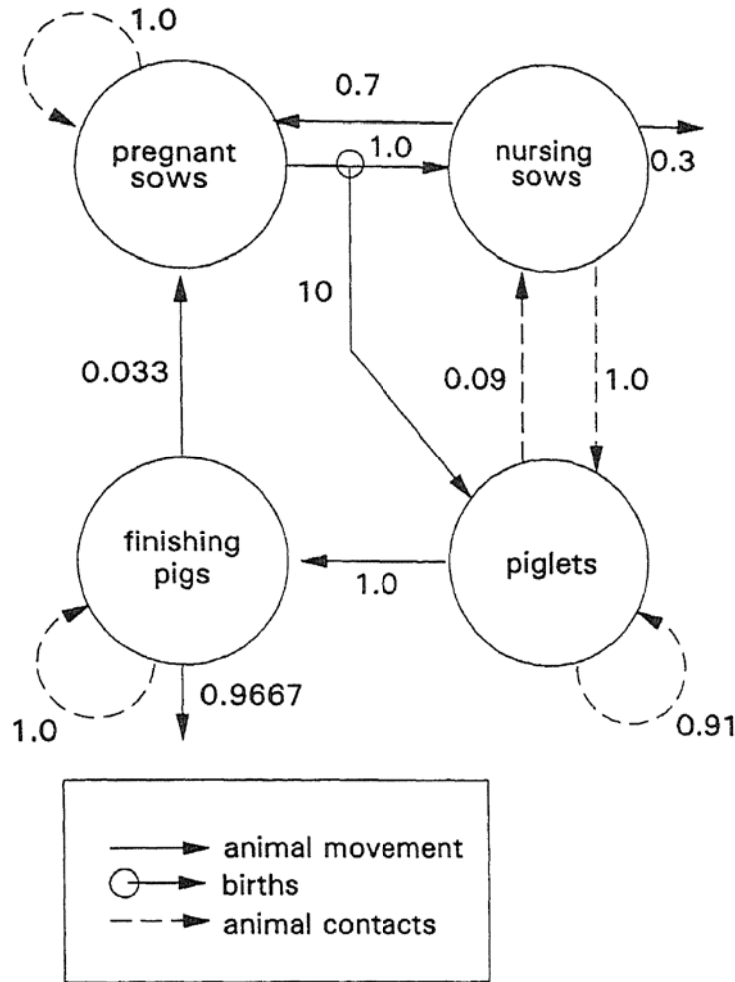 1.0
0.7
pregnant
sows
1.0
nursing
sows
0.3
10
0.033
0.09
1.0
finishing
pigs
1.0
piglets
0.9667
1.0
0.91
animal movement
births
animal contacts